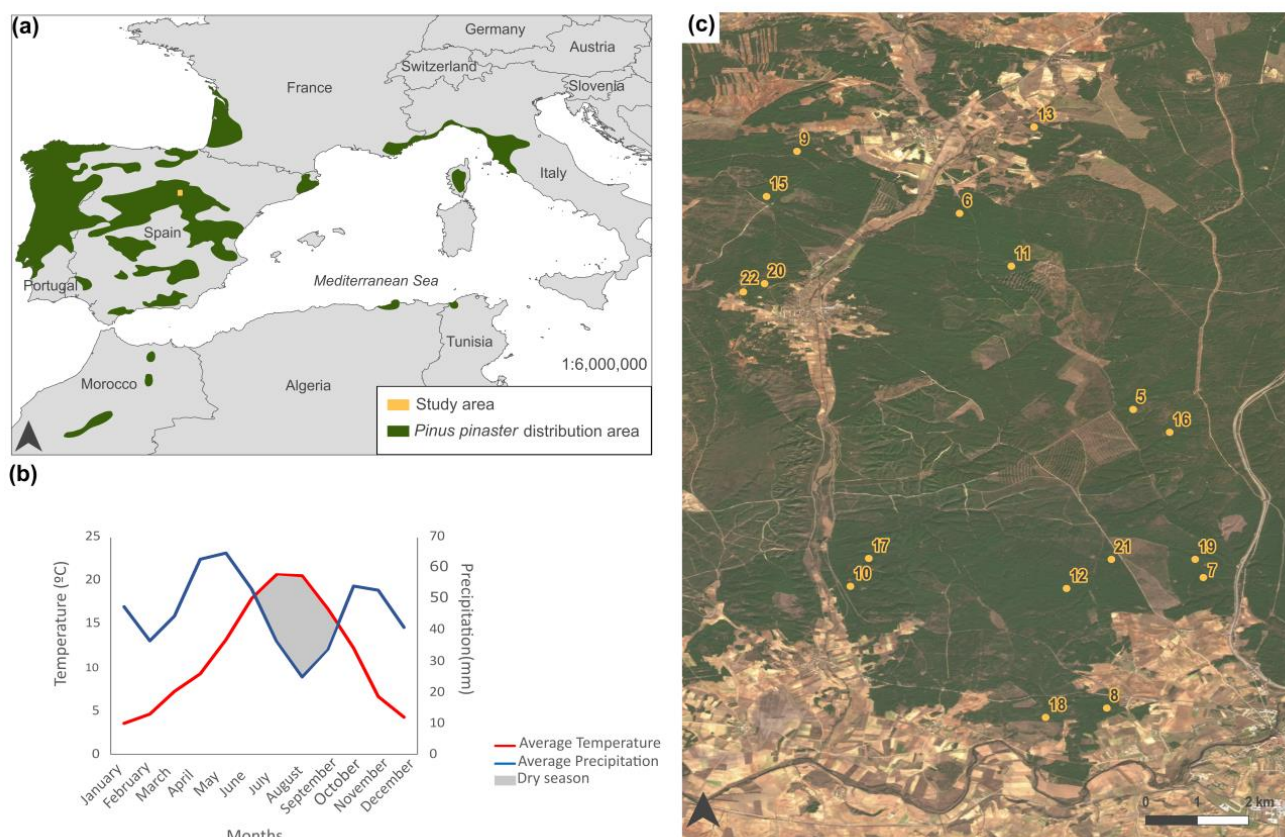 (a)
Germany
Austria
Switzerland
Slovenia
France
Italy
Spain
Portugal
Mediterranean Sea
Tunisia
Morocco
Algeria
1:6,000,000
Study area
Pinus pinaster distribution area
(b)
25
20
15
10
5
0
Temperature (ºC)
70
60
50
40
30
20
10
0
Precipitation(mm)
January
February
March
April
May
June
July
August
September
October
November
December
Months
Average Temperature
Average Precipitation
Dry season
(c)
13
9
15
6
11
20
22
5
16
17
21
19
10
12
7
8
18
0 4 2 km